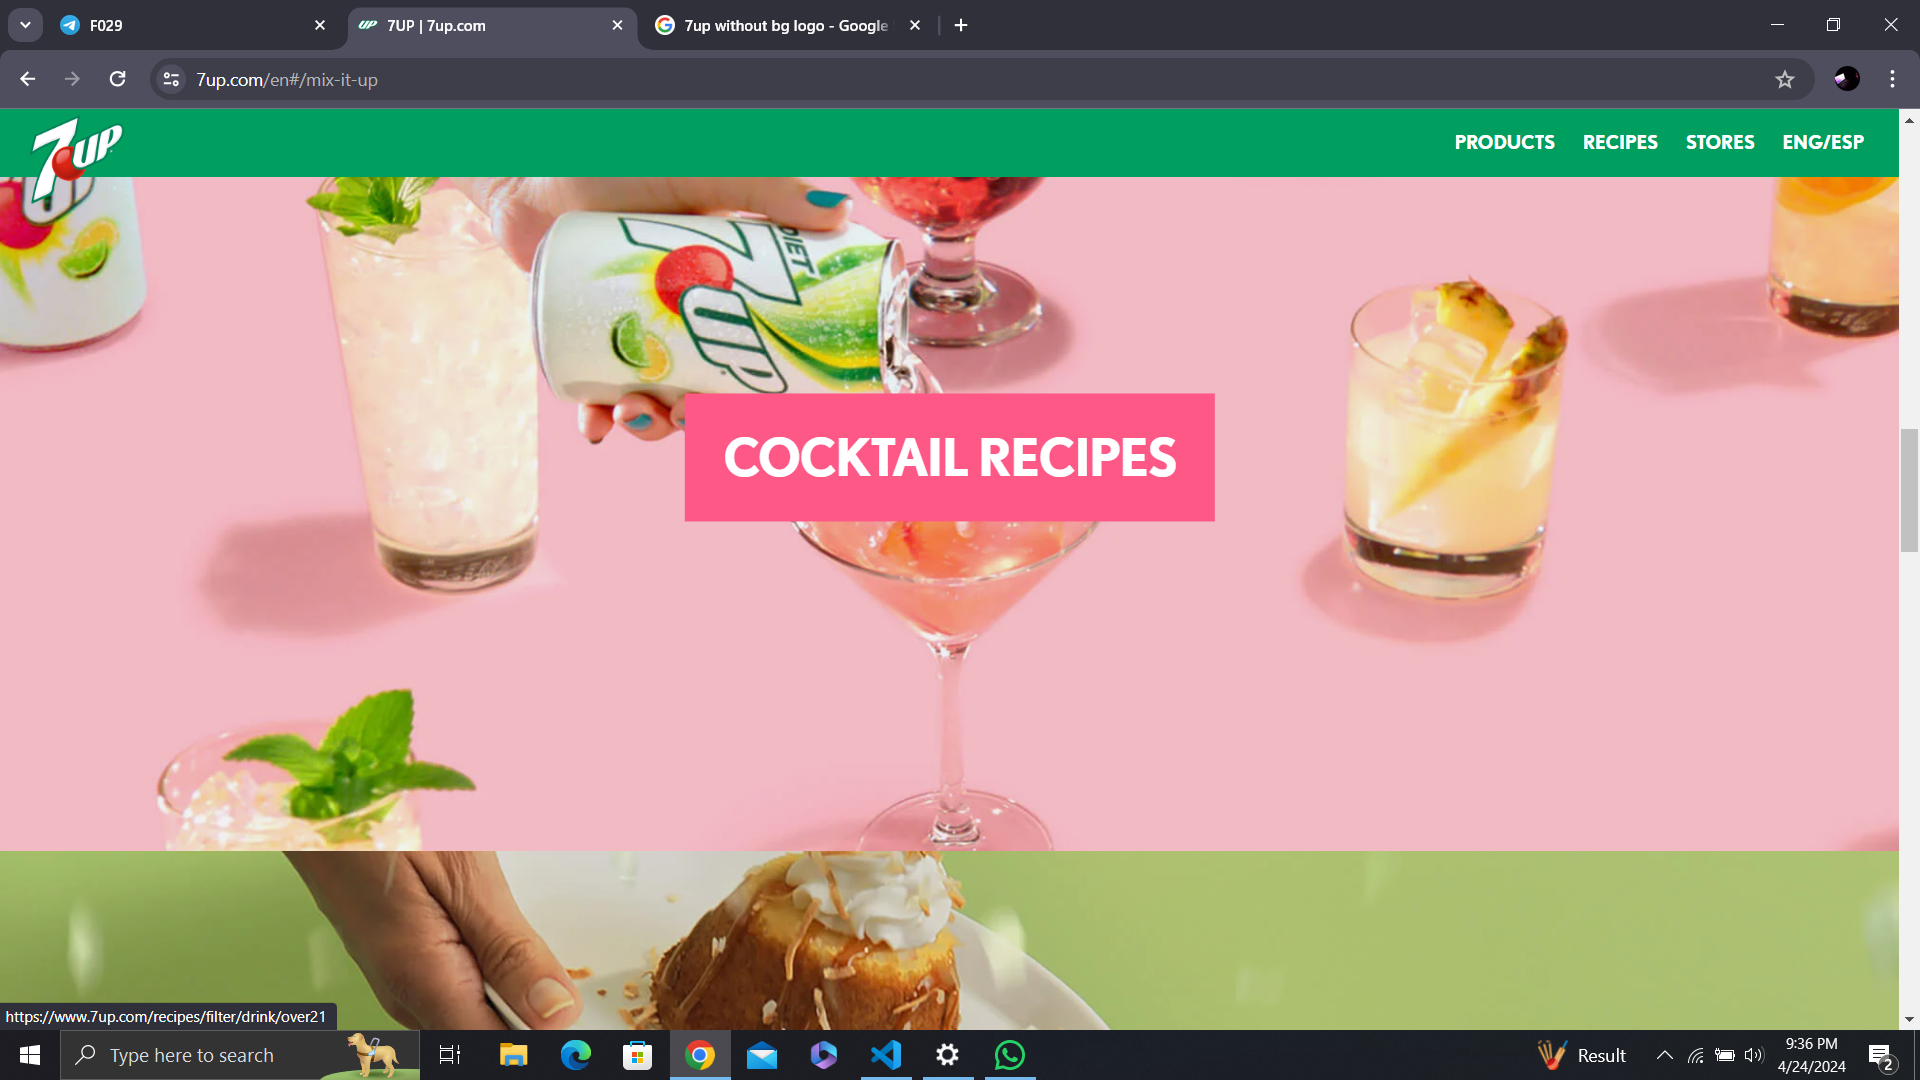 F029
7UP | 7up.com
7up without bg logo - Google
7up.com/en#/mix-it-up
7UP
PRODUCTS
RECIPES
STORES
ENG/ESP
DIET
7UP
COCKTAIL RECIPES
https://www.7up.com/recipes/filter/drink/over21
Type here to search
Result
9:36 PM
4/24/2024
2